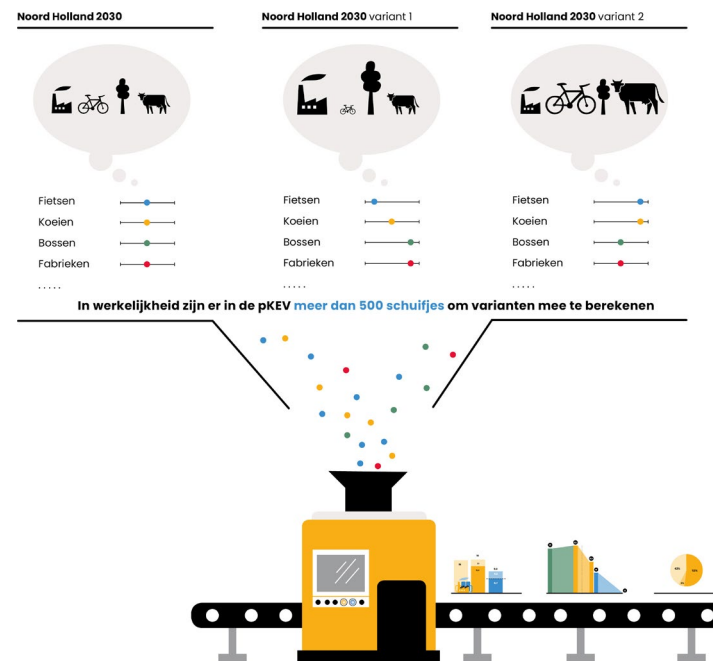 Noord Holland 2030
Noord Holland 2030 variant 1
Noord Holland 2030 variant 2
Fietsen
Koeien
Bossen
Fabrieken
.....
Fietsen
Koeien
Bossen
Fabrieken
.....
Fietsen
Koeien
Bossen
Fabrieken
.....
In werkelijkheid zijn er in de pKEV meer dan 500 schuifjes om varianten mee te berekenen